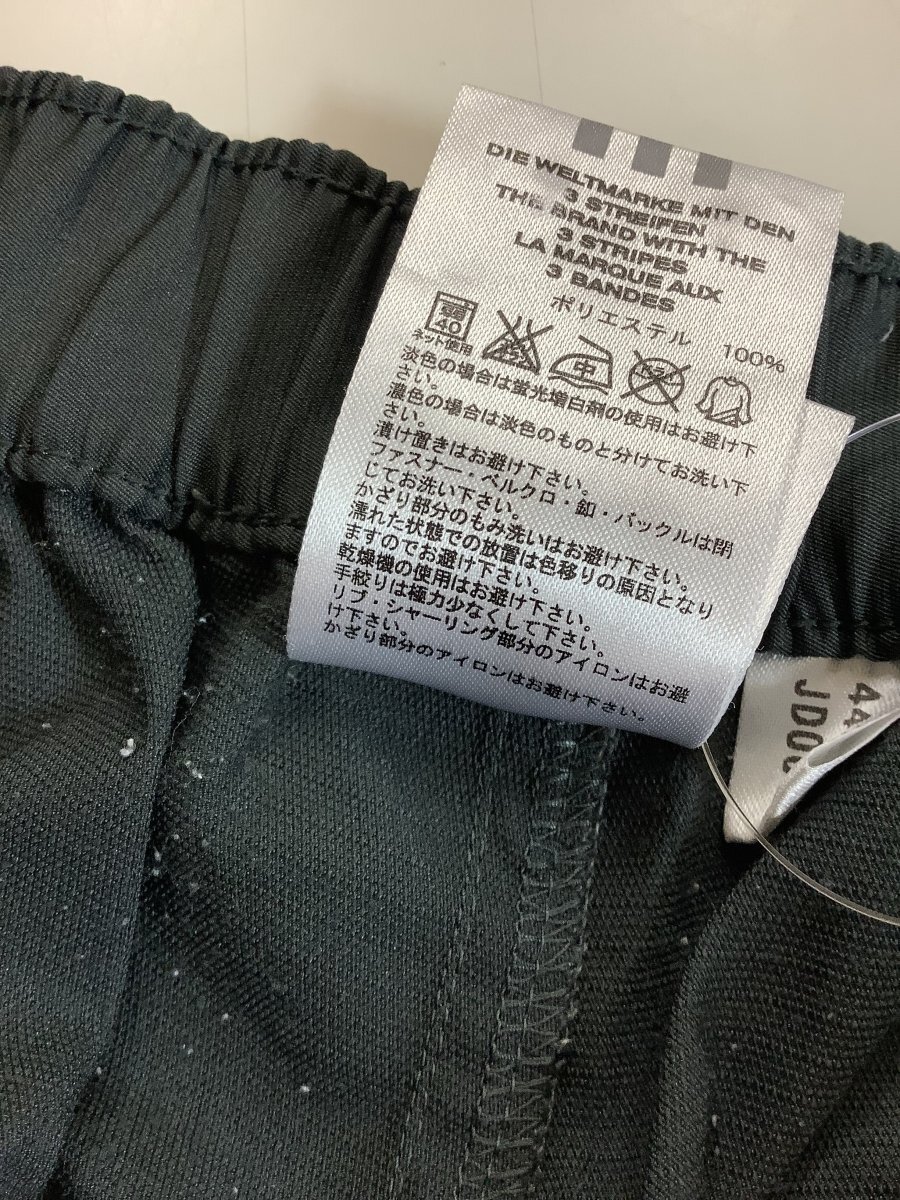 DIE WELTMARKE MIT DEN
3 STREIFEN
THE BRAND WITH THE
3 STRIPES
LA MARQUE AUX
3 BANDES
ポリエステル 100%
弱
40
ネット使用
中
淡色の場合は蛍光増白剤の使用はお避け下
さい。
濃色の場合は淡色のものと分けてお洗い下
さい。
漬け置きはお避け下さい。
ファスナー・ベルクロ・釦・バックルは閉
じてお洗い下さい。
かざり部分のもみ洗いはお避け下さい。
濡れた状態での放置は色移りの原因となり
ますのでお避け下さい。
乾燥機の使用はお避け下さい。
手絞りは極力少なくして下さい。
リブ・シャーリング部分のアイロンはお避
け下さい。
かざり部分のアイロンはお避け下さい。
44